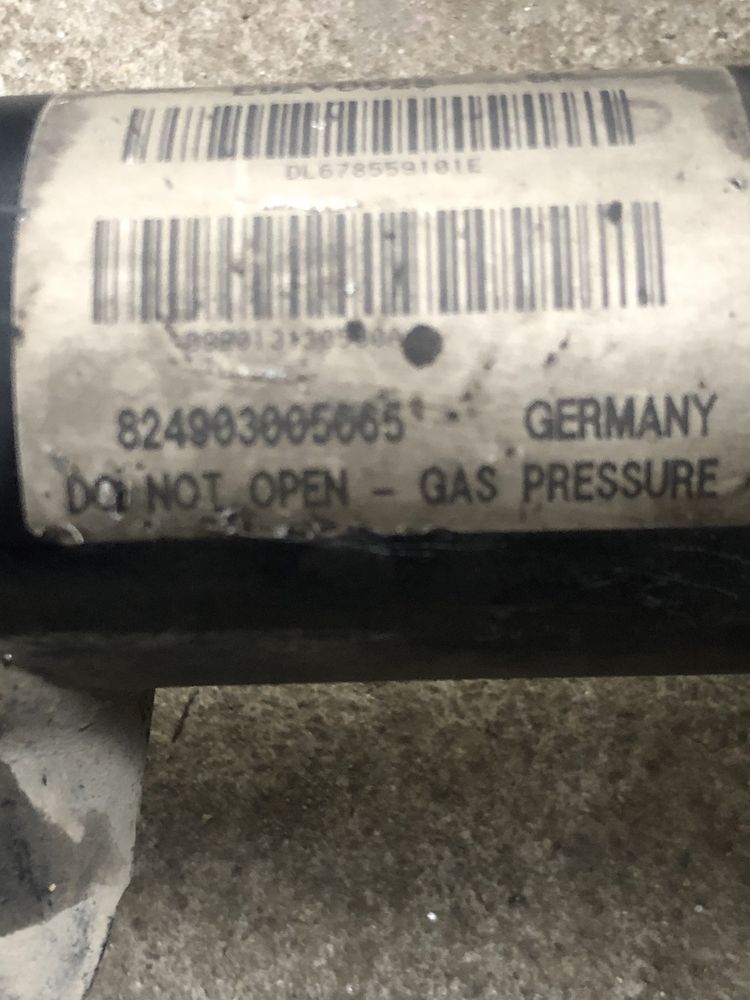 DL678559101E
824903005665 GERMANY
DO NOT OPEN - GAS PRESSURE